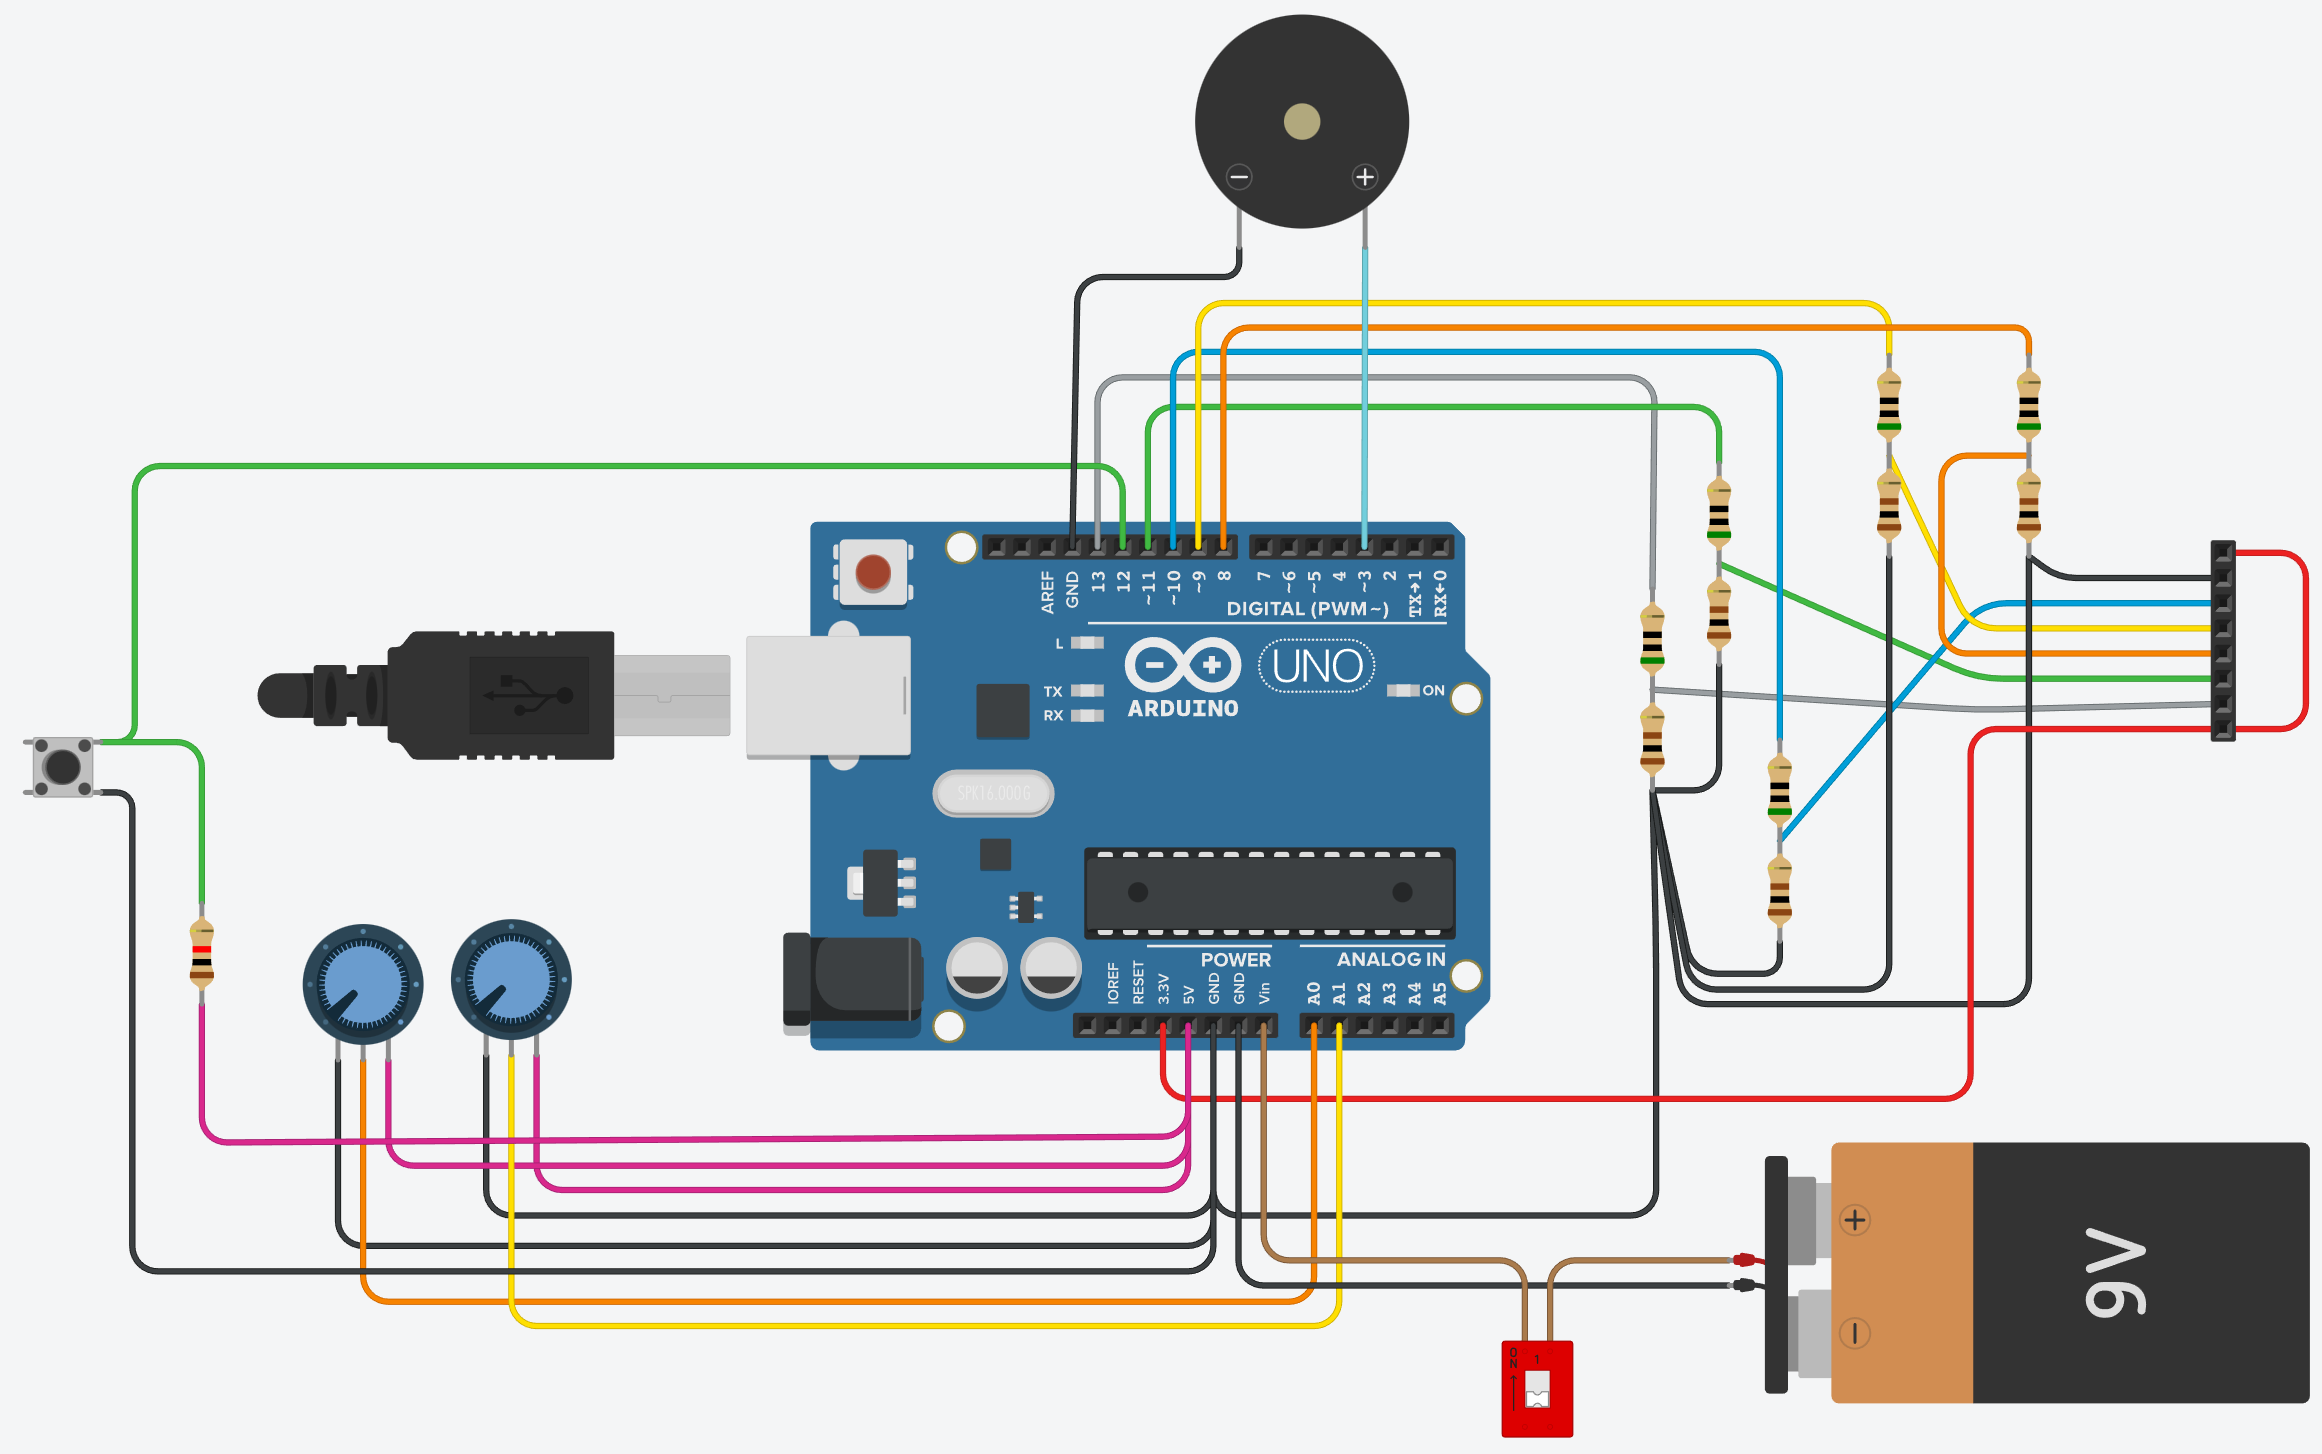 − +
AREF
GND
13
12
~11
~10
~9
8
7
~6
~5
4
~3
2
TX→1
RX←0
DIGITAL (PWM ~)
L
TX
RX
− +
ARDUINO
UNO
ON
SPK16.000G
POWER
ANALOG IN
IOREF
RESET
3.3V
5V
GND
GND
Vin
A0
A1
A2
A3
A4
A5
+
−
9V
ON
1